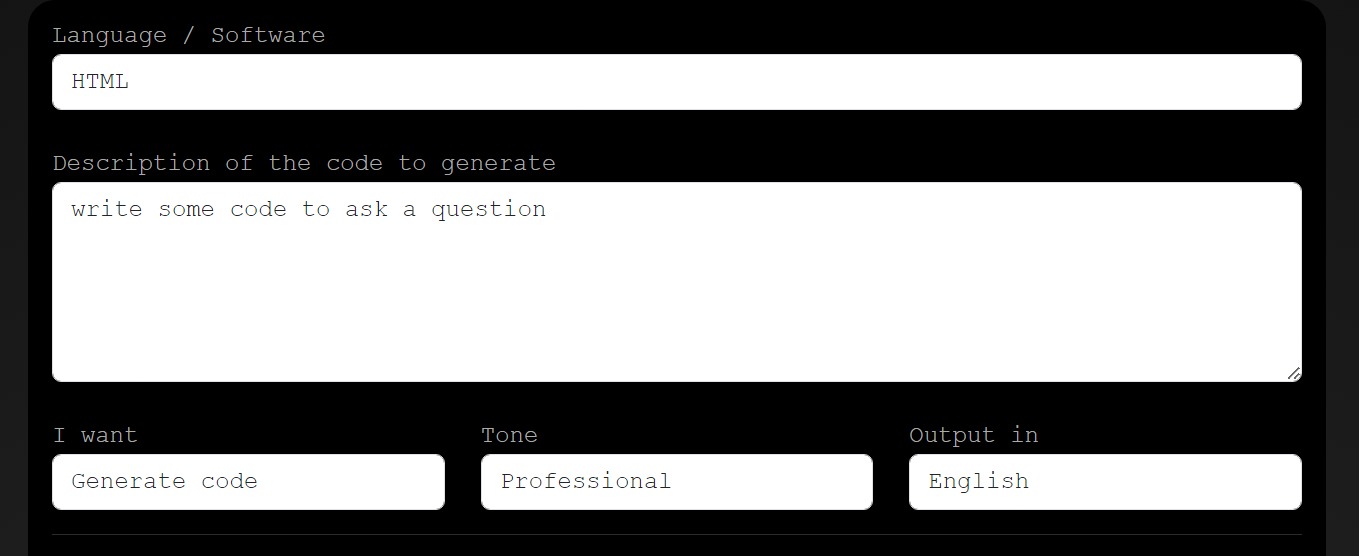 Language / Software
HTML
Description of the code to generate
write some code to ask a question
I want
Tone
Output in
Generate code
Professional
English